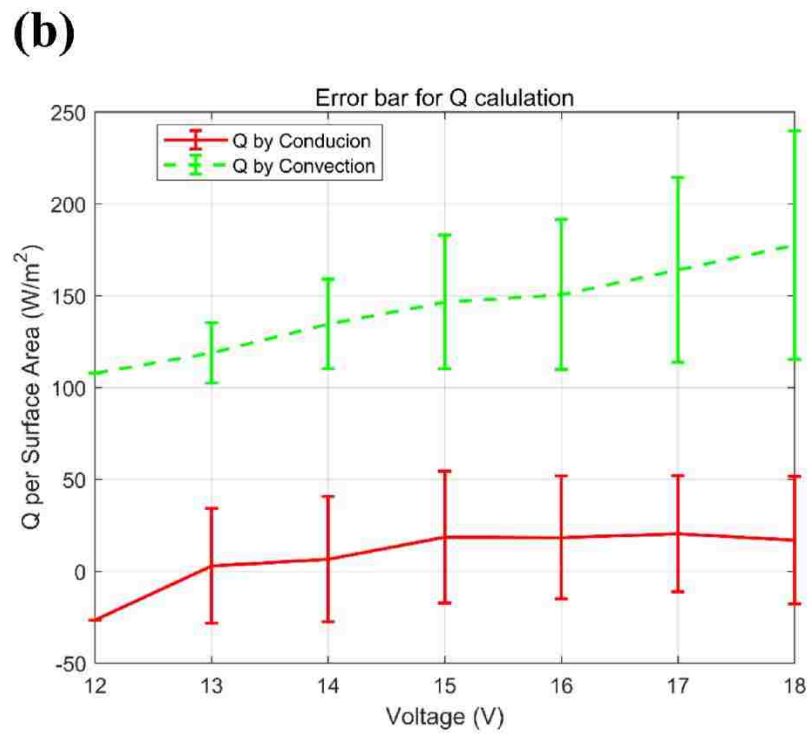 (b)
Error bar for Q calulation
Q by Conducion
Q by Convection
250
200
150
100
50
0
-50
Q per Surface Area (W/m²)
12 13 14 15 16 17 18
Voltage (V)